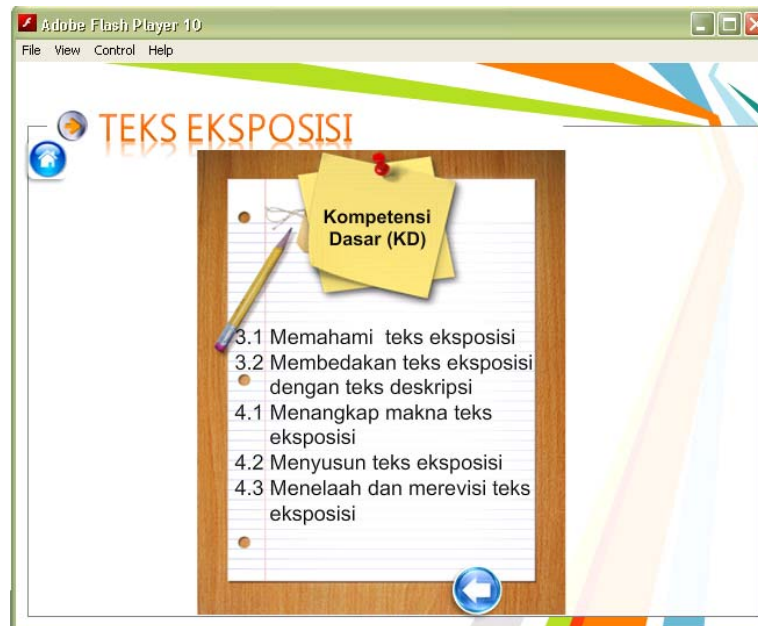 Adobe Flash Player 10
File View Control Help
TEKS EKSPOSISI
Kompetensi
Dasar (KD)
3.1 Memahami teks eksposisi
3.2 Membedakan teks eksposisi
dengan teks deskripsi
4.1 Menangkap makna teks
eksposisi
4.2 Menyusun teks eksposisi
4.3 Menelaah dan merevisi teks
eksposisi